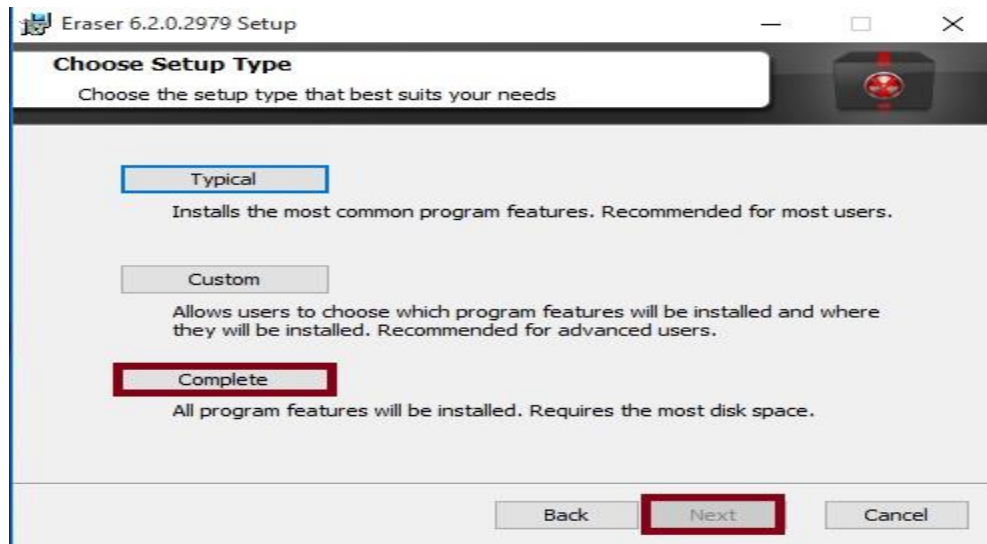 Eraser 6.2.0.2979 Setup
Choose Setup Type
Choose the setup type that best suits your needs
Typical
Installs the most common program features. Recommended for most users.
Custom
Allows users to choose which program features will be installed and where
they will be installed. Recommended for advanced users.
Complete
All program features will be installed. Requires the most disk space.
Back Next Cancel